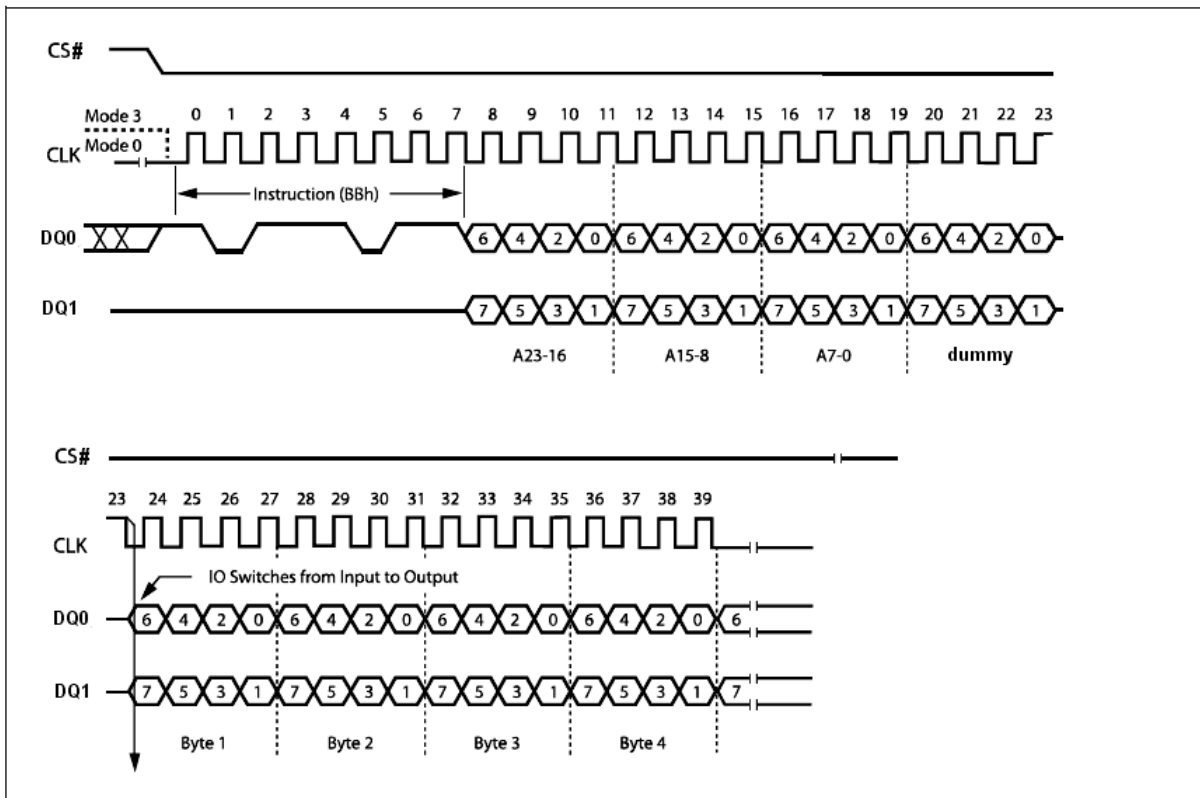 CS#
Mode 3
0 1 2 3 4 5 6 7 8 9 10 11 12 13 14 15 16 17 18 19 20 21 22 23
Mode 0
CLK
Instruction (BBh)
DQ0 6 4 2 0 6 4 2 0 6 4 2 0 6 4 2 0
DQ1 7 5 3 1 7 5 3 1 7 5 3 1 7 5 3 1
A23-16 A15-8 A7-0 dummy
CS#
23 24 25 26 27 28 29 30 31 32 33 34 35 36 37 38 39
CLK
IO Switches from Input to Output
DQ0 6 4 2 0 6 4 2 0 6 4 2 0 6 4 2 0 6
DQ1 7 5 3 1 7 5 3 1 7 5 3 1 7 5 3 1 7
Byte 1 Byte 2 Byte 3 Byte 4